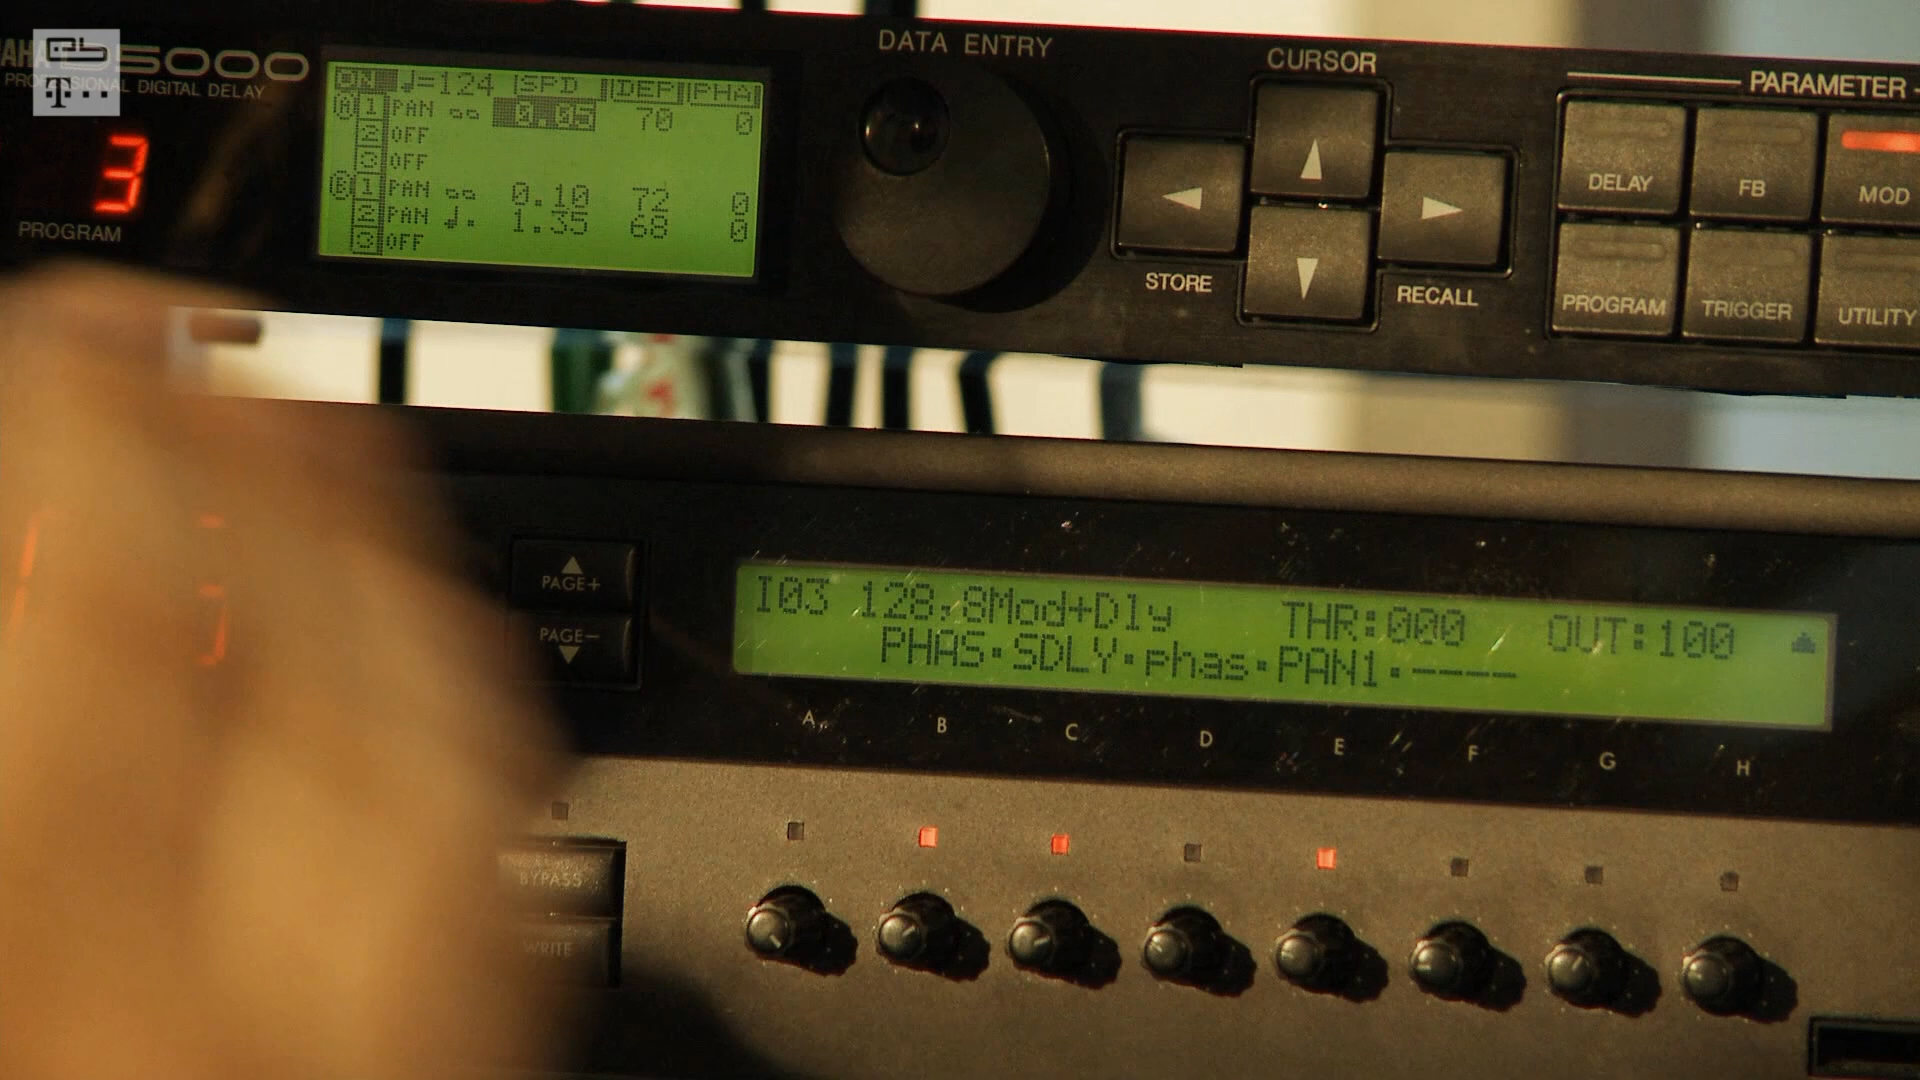 eb
T...
D5000
PROFESSIONAL DIGITAL DELAY
3
PROGRAM
ON ♩=124 SPD DEP PHA
A 1 PAN 0.05 70 0
2 OFF
3 OFF
B 1 PAN 0.10 72 0
2 PAN ♩. 1.35 68 0
3 OFF
DATA ENTRY
CURSOR
STORE
RECALL
PARAMETER
DELAY FB MOD
PROGRAM TRIGGER UTILITY
PAGE+
PAGE-
I03 128,8Mod+Dly THR:000 OUT:100
PHAS·SDLY·phas·PAN1·----
A B C D E F G H
BYPASS
WRITE